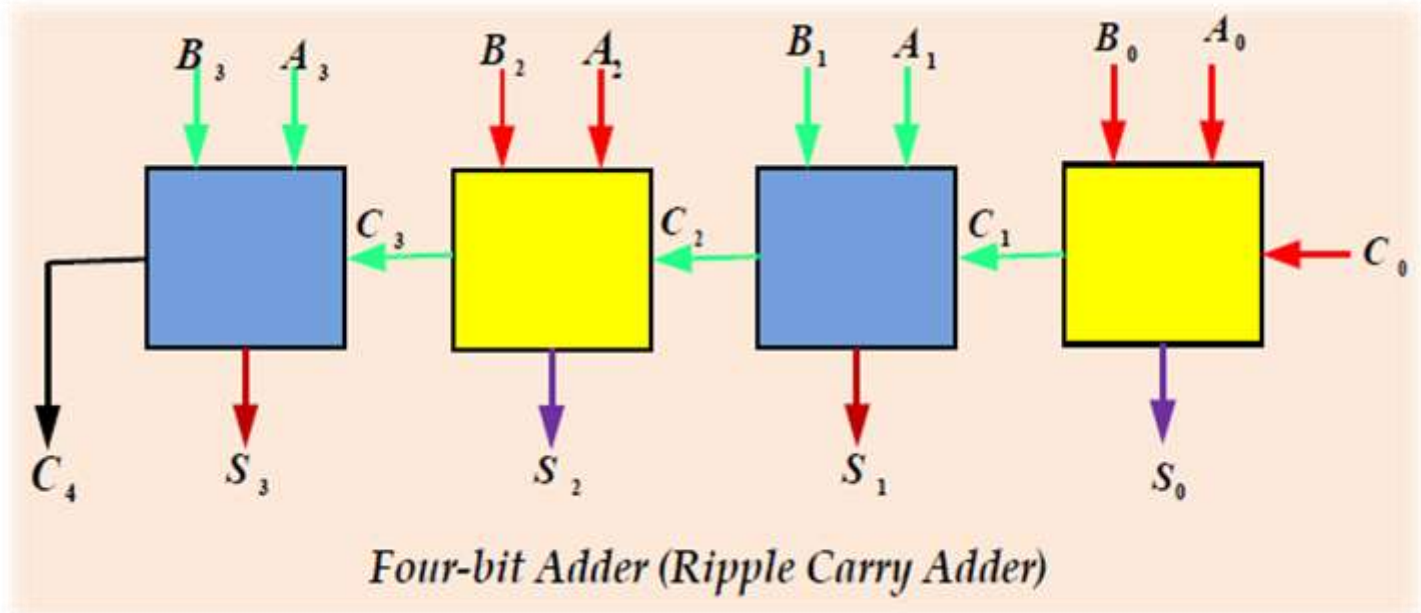 B₃ A₃ B₂ A₂ B₁ A₁ B₀ A₀
C₃ C₂ C₁ C₀
C₄ S₃ S₂ S₁ S₀
Four-bit Adder (Ripple Carry Adder)